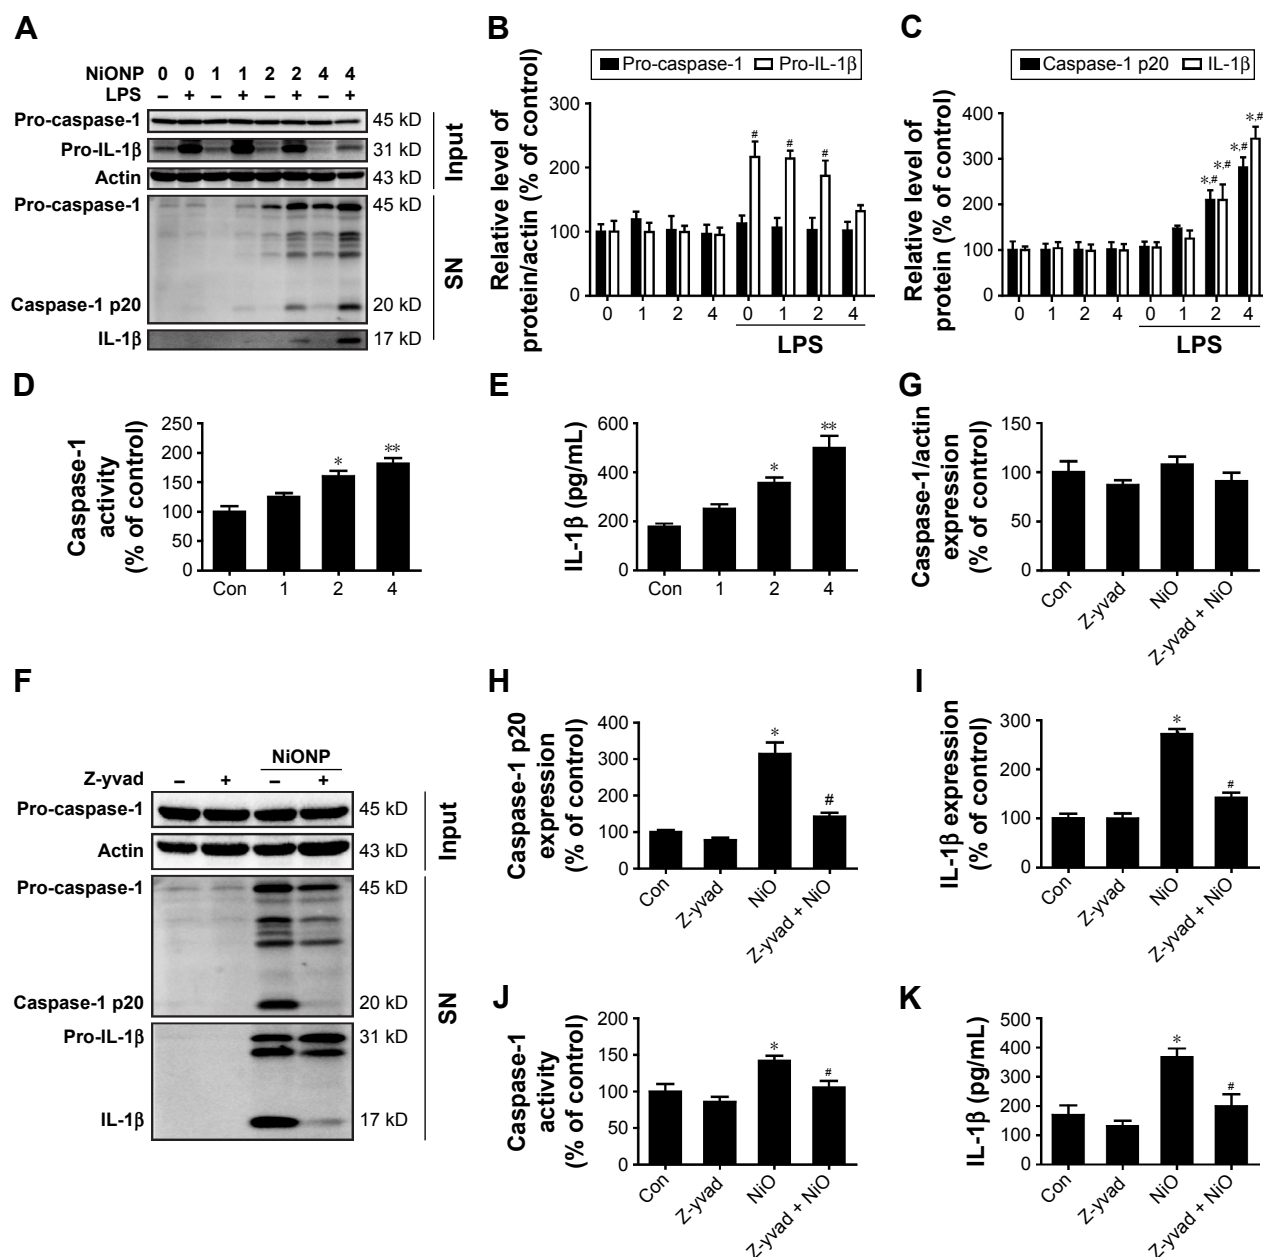 A
NiONP 0 0 1 1 2 2 4 4
LPS – + – + – + – +
Pro-caspase-1 45 kD
Pro-IL-1β 31 kD
Actin 43 kD
Input
Pro-caspase-1 45 kD
Caspase-1 p20 20 kD
IL-1β 17 kD
SN
B
Pro-caspase-1 Pro-IL-1β
Relative level of
protein/actin (% of control)
300
200
100
0
# # #
0 1 2 4 0 1 2 4
LPS
C
Caspase-1 p20 IL-1β
Relative level of
protein (% of control)
400
300
200
100
0
*,# *,# *,# *,#
0 1 2 4 0 1 2 4
LPS
D
Caspase-1
activity
(% of control)
250
200
150
100
50
0
* **
Con 1 2 4
E
IL-1β (pg/mL)
600
400
200
0
* **
Con 1 2 4
G
Caspase-1/actin
expression
(% of control)
150
100
50
0
Con Z-yvad NiO Z-yvad + NiO
F
NiONP
Z-yvad – + – +
Pro-caspase-1 45 kD
Actin 43 kD
Input
Pro-caspase-1 45 kD
Caspase-1 p20 20 kD
Pro-IL-1β 31 kD
IL-1β 17 kD
SN
H
Caspase-1 p20
expression
(% of control)
400
300
200
100
0
* #
Con Z-yvad NiO Z-yvad + NiO
I
IL-1β expression
(% of control)
300
200
100
0
* #
Con Z-yvad NiO Z-yvad + NiO
J
Caspase-1
activity
(% of control)
200
150
100
50
0
* #
Con Z-yvad NiO Z-yvad + NiO
K
IL-1β (pg/mL)
500
400
300
200
100
0
* #
Con Z-yvad NiO Z-yvad + NiO